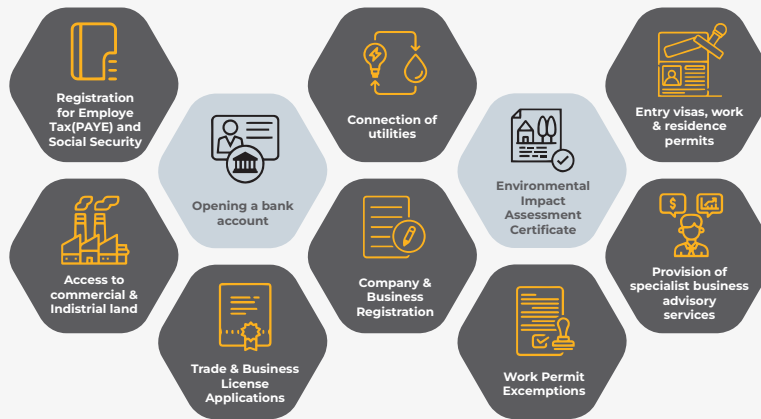 Registration
for Employe
Tax(PAYE) and
Social Security
Connection of
utilities
Entry visas, work
& residence
permits
Opening a bank
account
Environmental
Impact
Assessment
Certificate
Access to
commercial &
Indistrial land
Company &
Business
Registration
$
Provision of
specialist business
advisory
services
Trade & Business
License
Applications
Work Permit
Excemptions